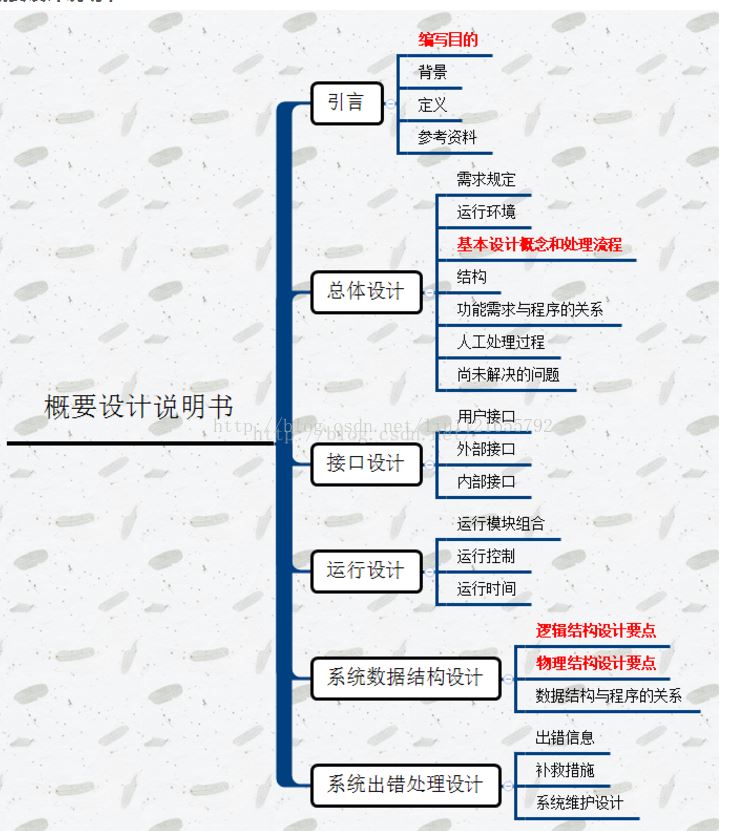 编写目的
背景
引言
定义
参考资料
需求规定
运行环境
基本设计概念和处理流程
总体设计
结构
功能需求与程序的关系
人工处理过程
尚未解决的问题
概要设计说明书
用户接口
外部接口
接口设计
内部接口
运行模块组合
运行控制
运行设计
运行时间
逻辑结构设计要点
物理结构设计要点
系统数据结构设计
数据结构与程序的关系
出错信息
补救措施
系统出错处理设计
系统维护设计
http://blog.csdn.net/